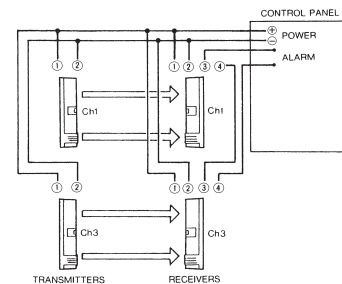 CONTROL PANEL
⊕ POWER
⊖
ALARM
① ② ① ② ③ ④
Ch1 Ch1
① ② ① ② ③ ④
Ch3 Ch3
TRANSMITTERS RECEIVERS